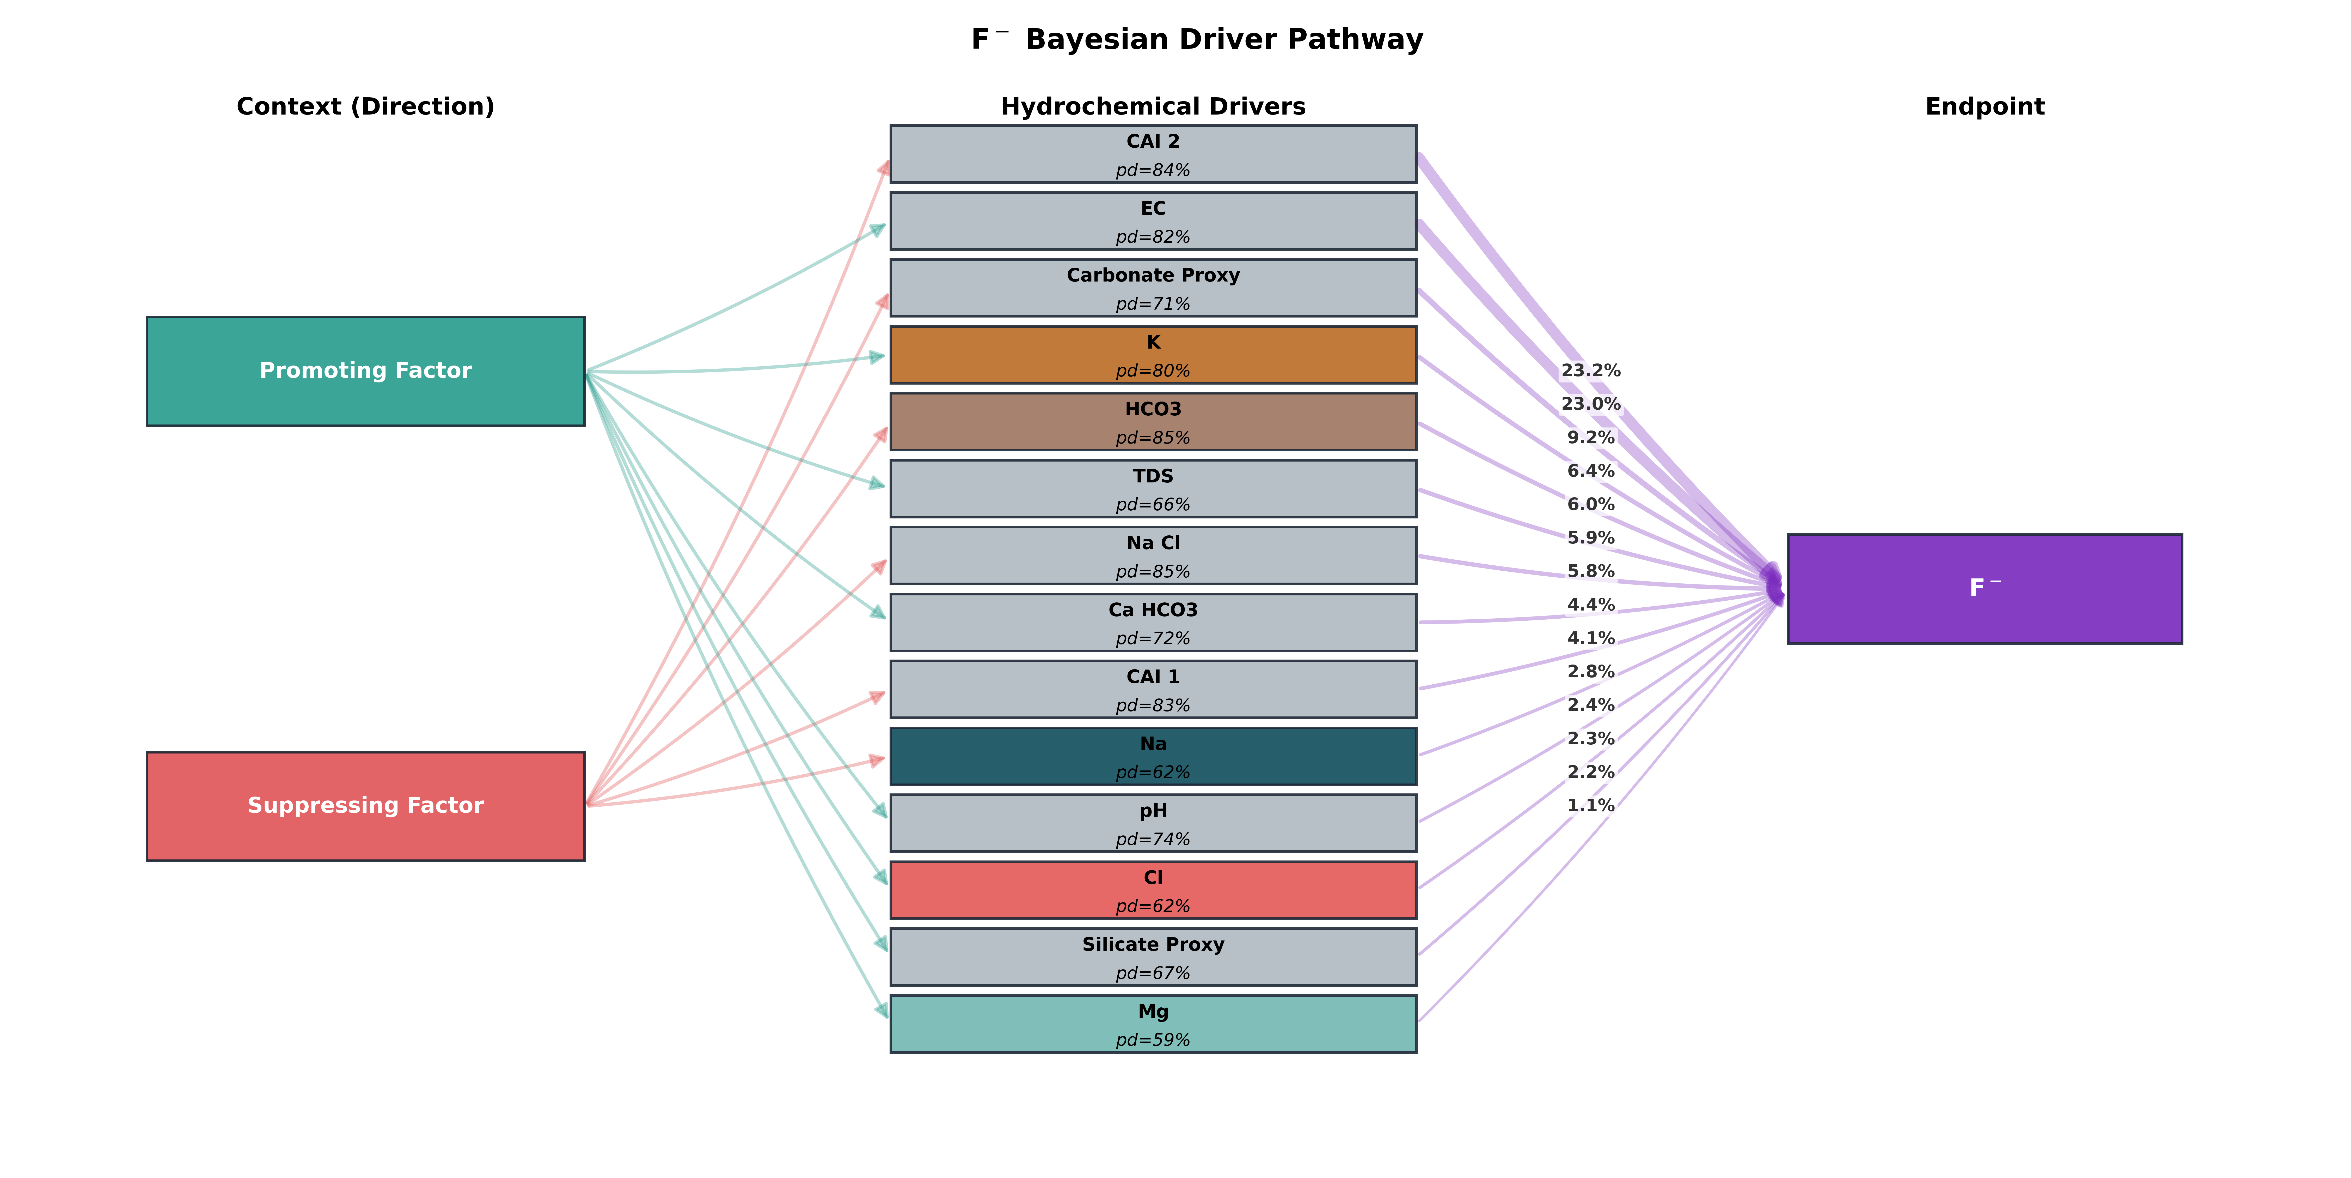 F⁻ Bayesian Driver Pathway
Context (Direction)
Hydrochemical Drivers
Endpoint
Promoting Factor
Suppressing Factor
CAI 2
pd=84%
EC
pd=82%
Carbonate Proxy
pd=71%
K
pd=80%
HCO3
pd=85%
TDS
pd=66%
Na Cl
pd=85%
Ca HCO3
pd=72%
CAI 1
pd=83%
Na
pd=62%
pH
pd=74%
Cl
pd=62%
Silicate Proxy
pd=67%
Mg
pd=59%
23.2%
23.0%
9.2%
6.4%
6.0%
5.9%
5.8%
4.4%
4.1%
2.8%
2.4%
2.3%
2.2%
1.1%
F⁻